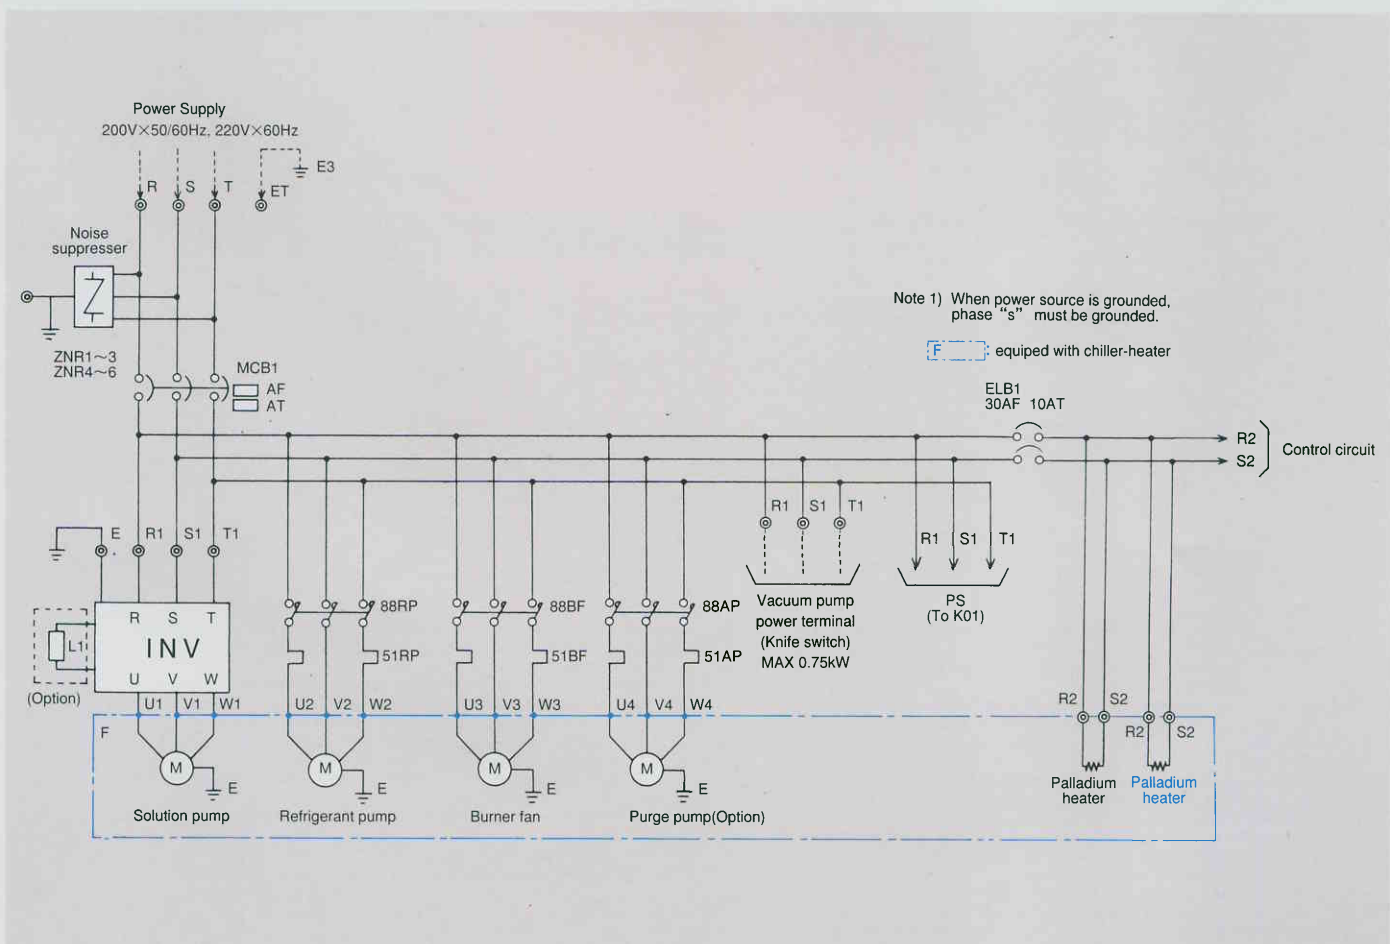 Power Supply
200V×50/60Hz, 220V×60Hz
E3
R S T ET
Noise
suppresser
ZNR1～3
ZNR4～6
MCB1
AF
AT
Note 1) When power source is grounded,
phase “s” must be grounded.
F : equiped with chiller-heater
ELB1
30AF 10AT
R2
S2
Control circuit
R1 S1 T1
E R1 S1 T1
R1 S1 T1
Vacuum pump
power terminal
(Knife switch)
MAX 0.75kW
PS
(To K01)
88RP
88BF
88AP
51RP
51BF
51AP
R S T
INV
U V W
L1
(Option)
U1 V1 W1
U2 V2 W2
U3 V3 W3
U4 V4 W4
R2 S2
R2 S2
F
M
E
M
E
M
E
M
E
Solution pump
Refrigerant pump
Burner fan
Purge pump(Option)
Palladium
heater
Palladium
heater